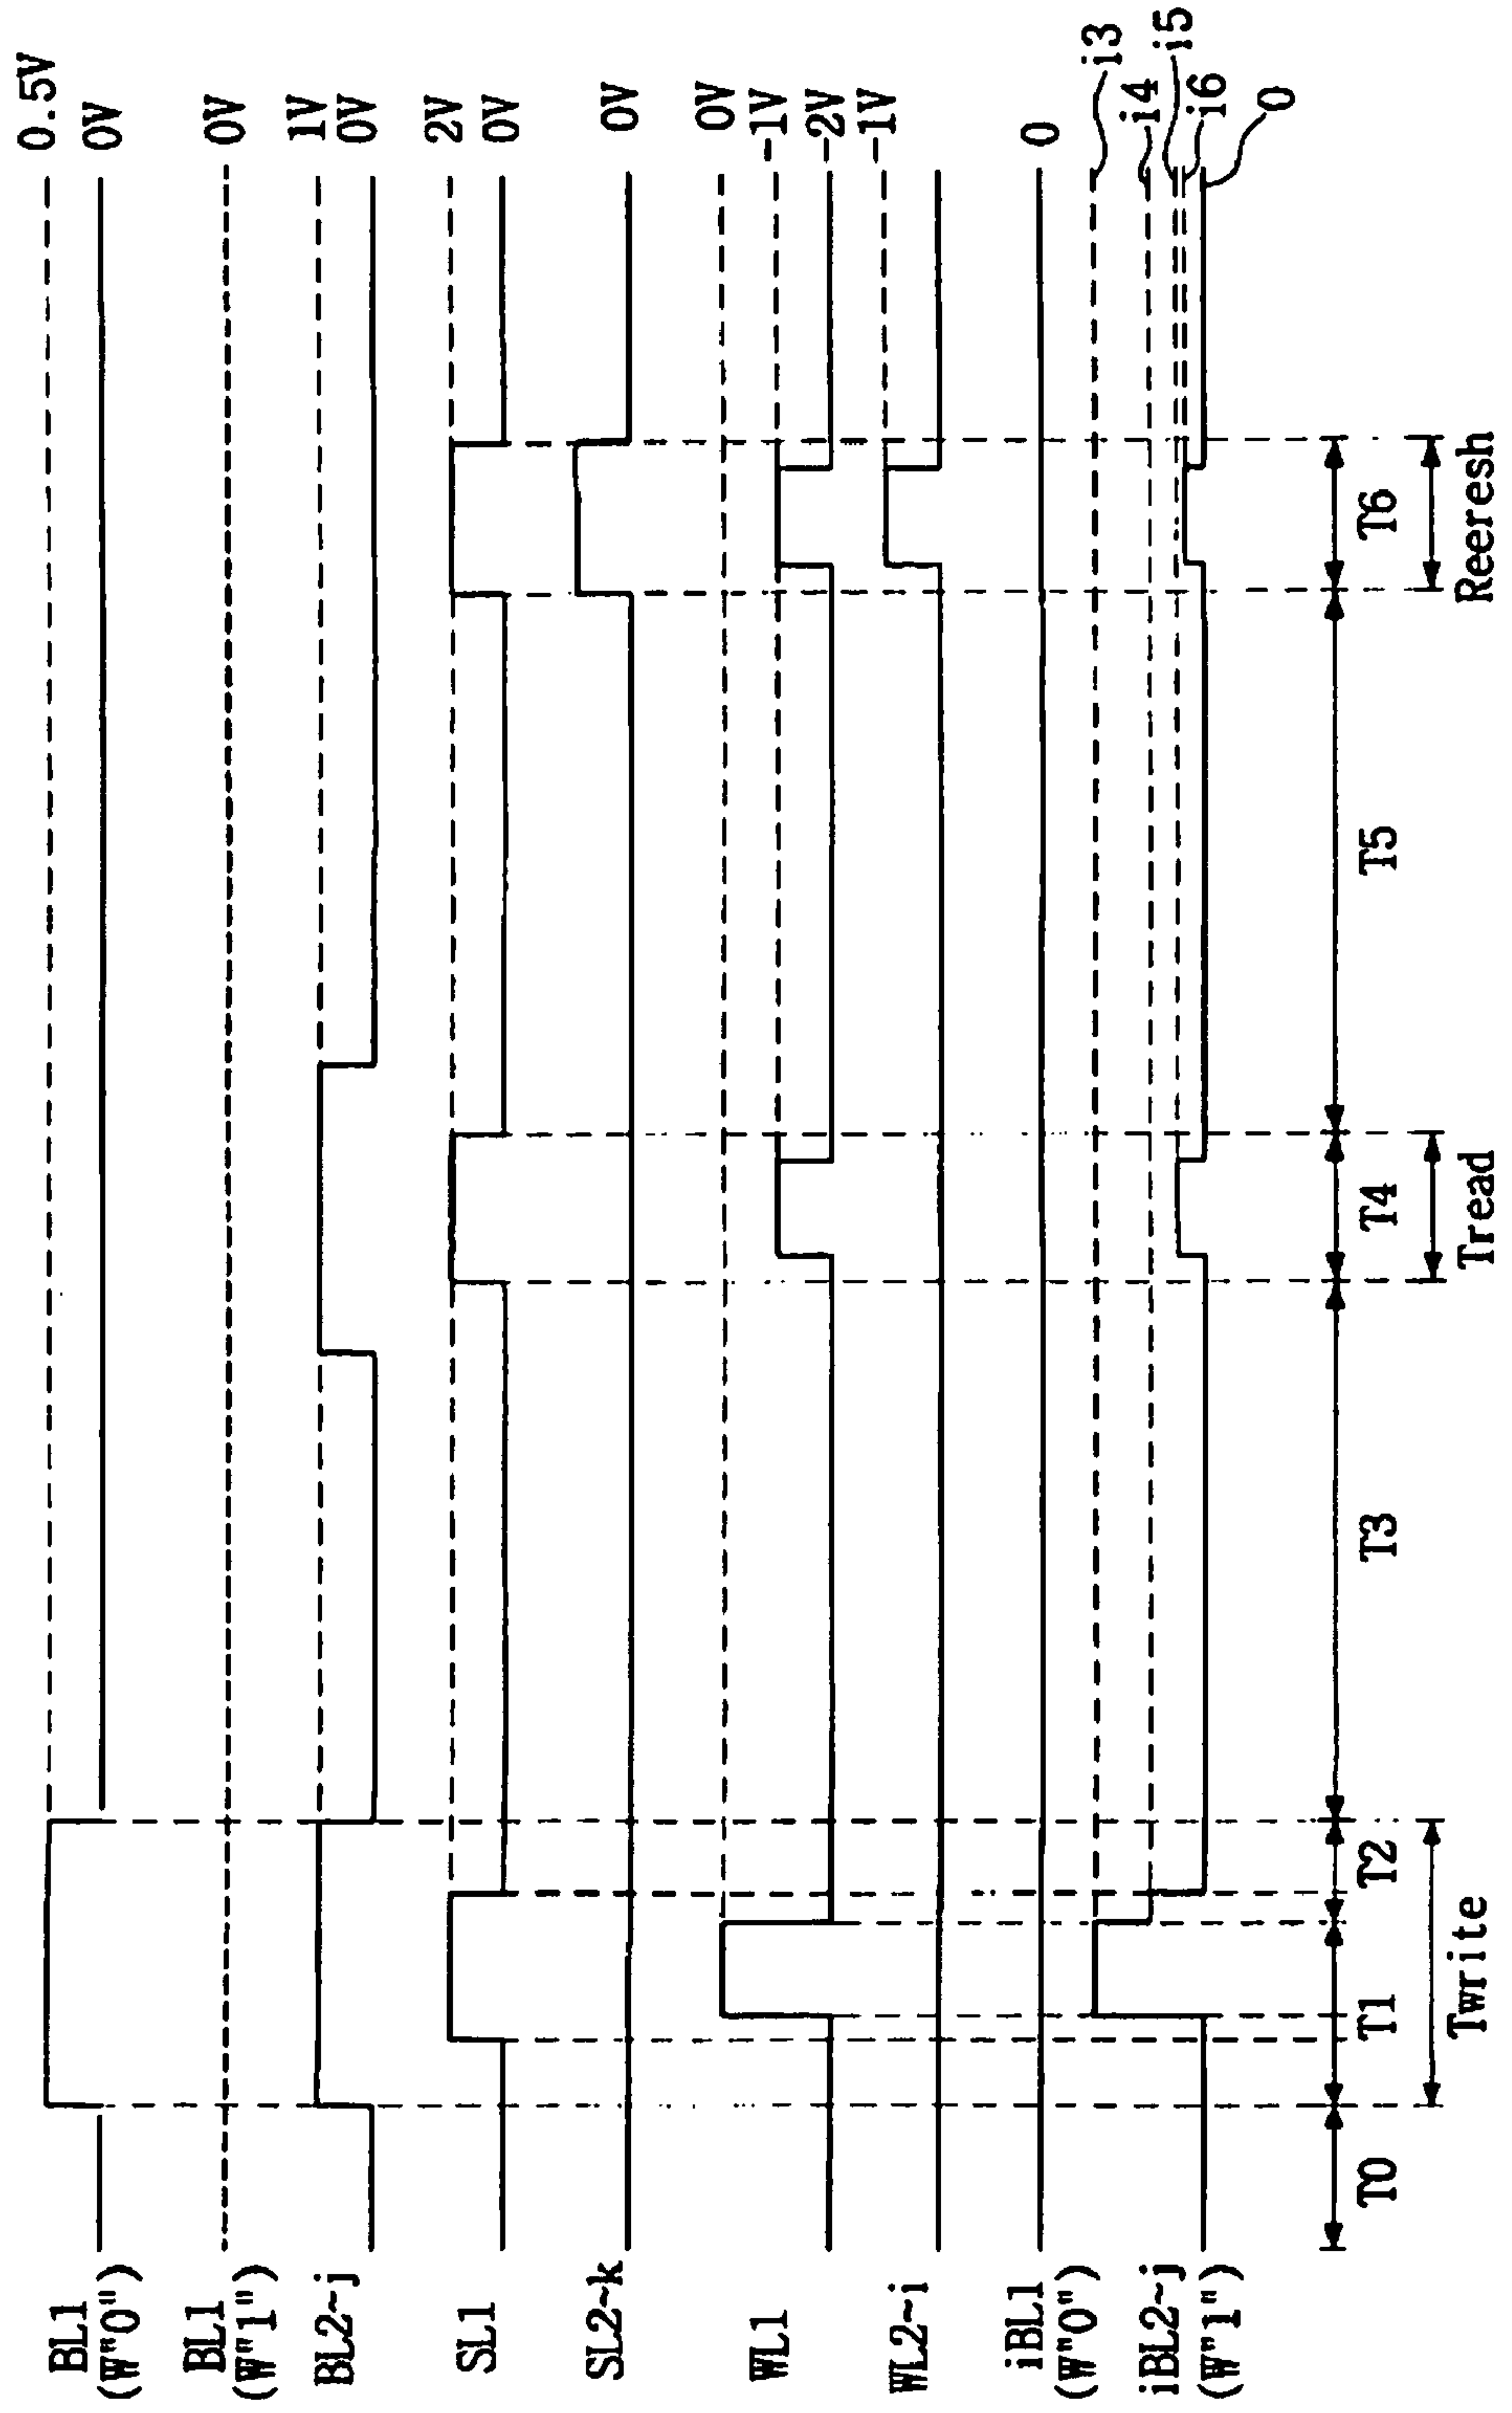 BL1
(W"0")
0.5V
0V
BL1
(W"1")
0V
BL2~j
1V
0V
SL1
2V
0V
SL2~k
0V
WL1
0V
-1V
-2V
WL2~i
-1V
iBL1
(W"0")
0
iBL2~j
(W"1")
i3
i4
i5
i6
0
T0
T1
T2
T3
T4
T5
T6
Twrite
Tread
Reeresh